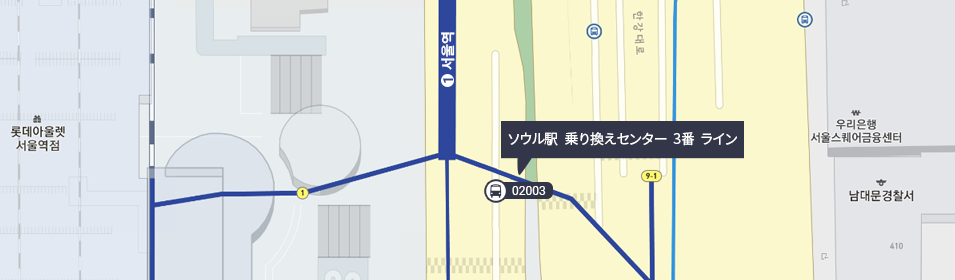 한강대로
1 서울역
롯데아울렛
서울역점
우리은행
서울스퀘어금융센터
ソウル駅 乗り換えセンター 3番 ライン
9-1
02003
1
남대문경찰서
410